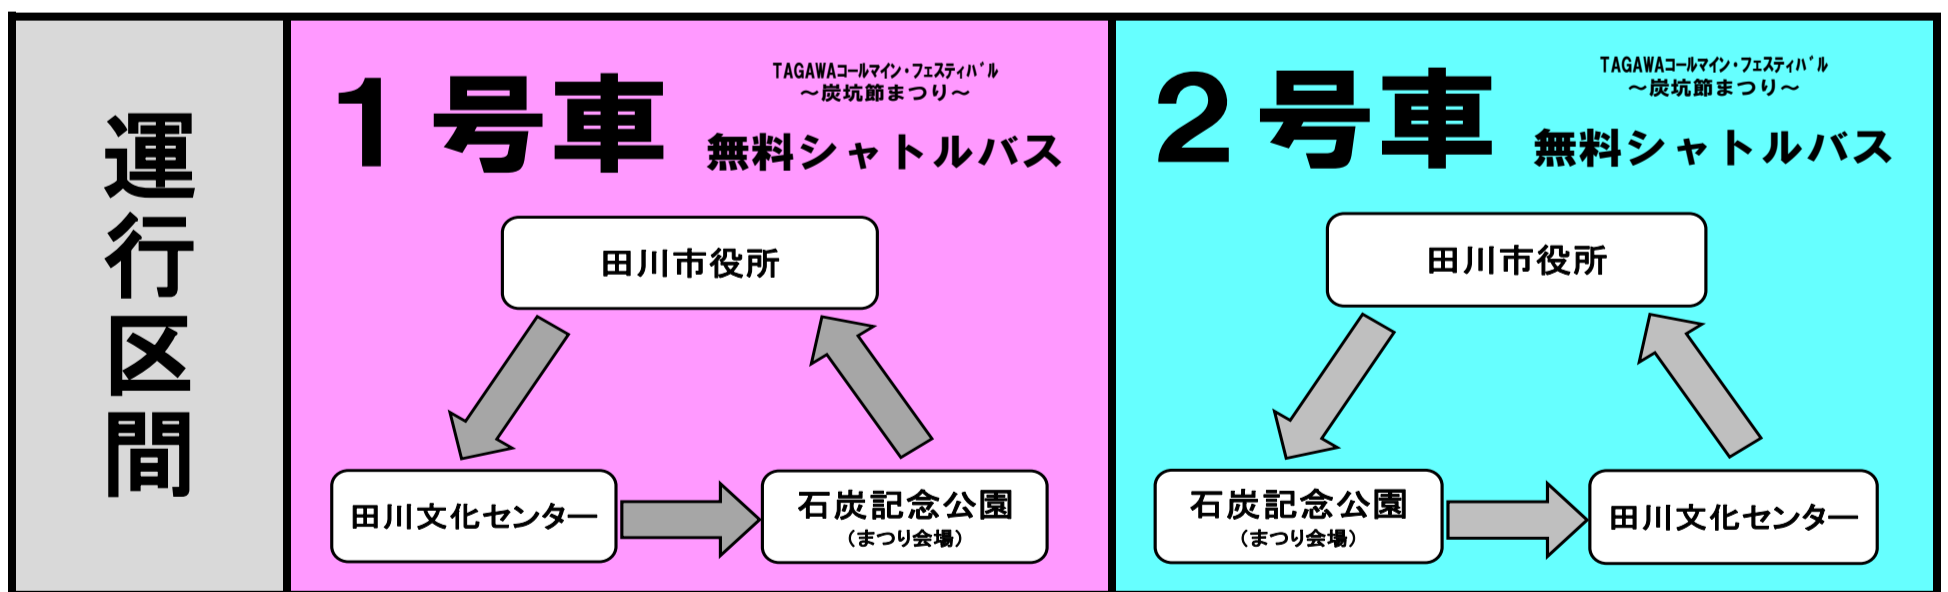 運行区間
１号車
TAGAWAコールマイン・フェスティバル
～炭坑節まつり～
無料シャトルバス
田川市役所
田川文化センター
石炭記念公園
（まつり会場）
２号車
TAGAWAコールマイン・フェスティバル
～炭坑節まつり～
無料シャトルバス
田川市役所
石炭記念公園
（まつり会場）
田川文化センター